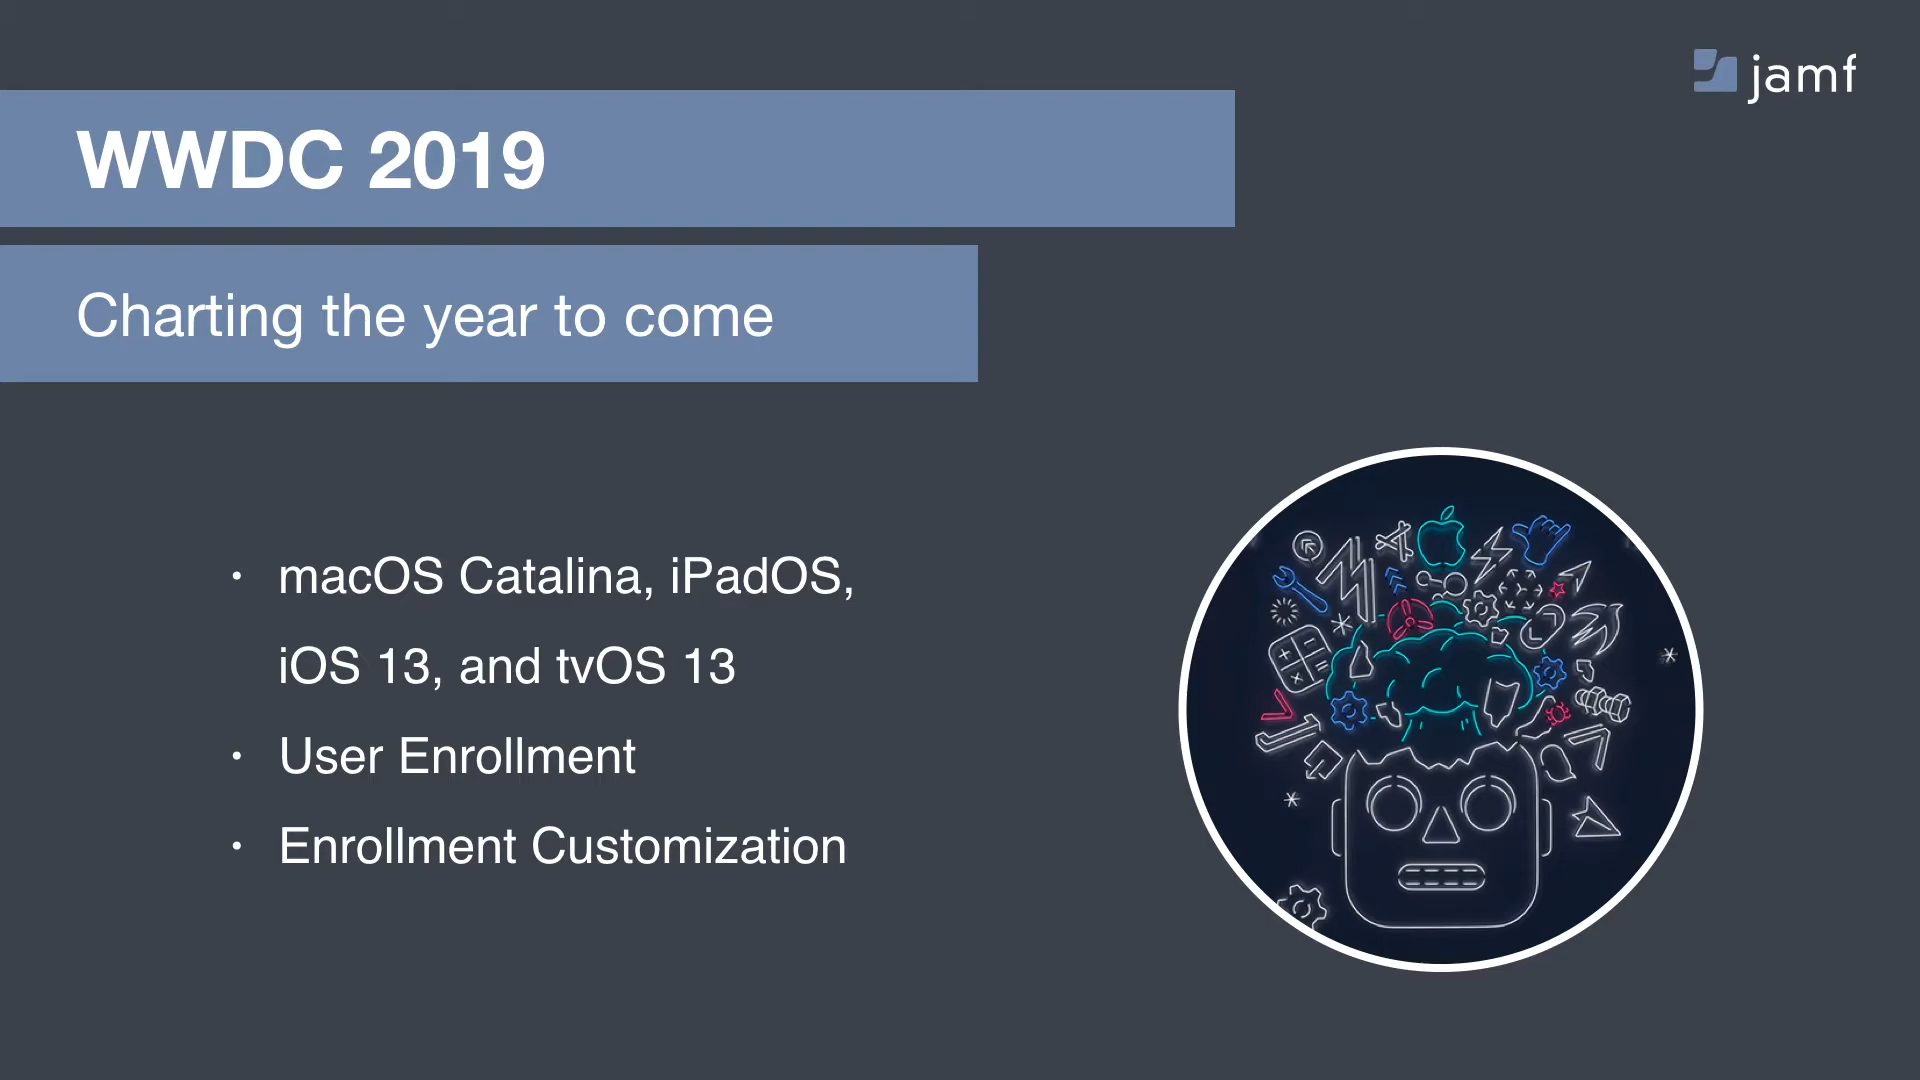 jamf
WWDC 2019
Charting the year to come
• macOS Catalina, iPadOS,
iOS 13, and tvOS 13
• User Enrollment
• Enrollment Customization